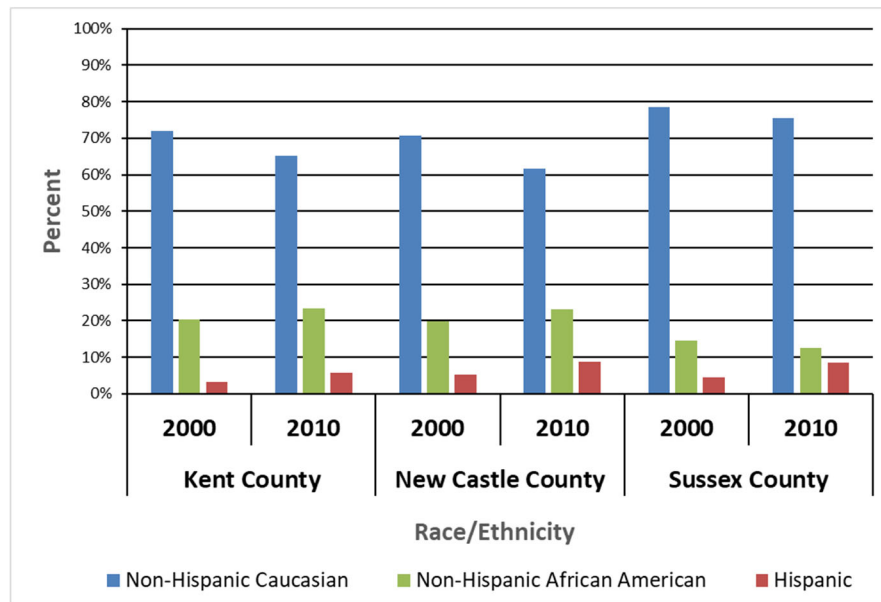 100%
90%
80%
70%
60%
50%
40%
30%
20%
10%
0%
Percent
2000 2010 2000 2010 2000 2010
Kent County New Castle County Sussex County
Race/Ethnicity
Non-Hispanic Caucasian Non-Hispanic African American Hispanic